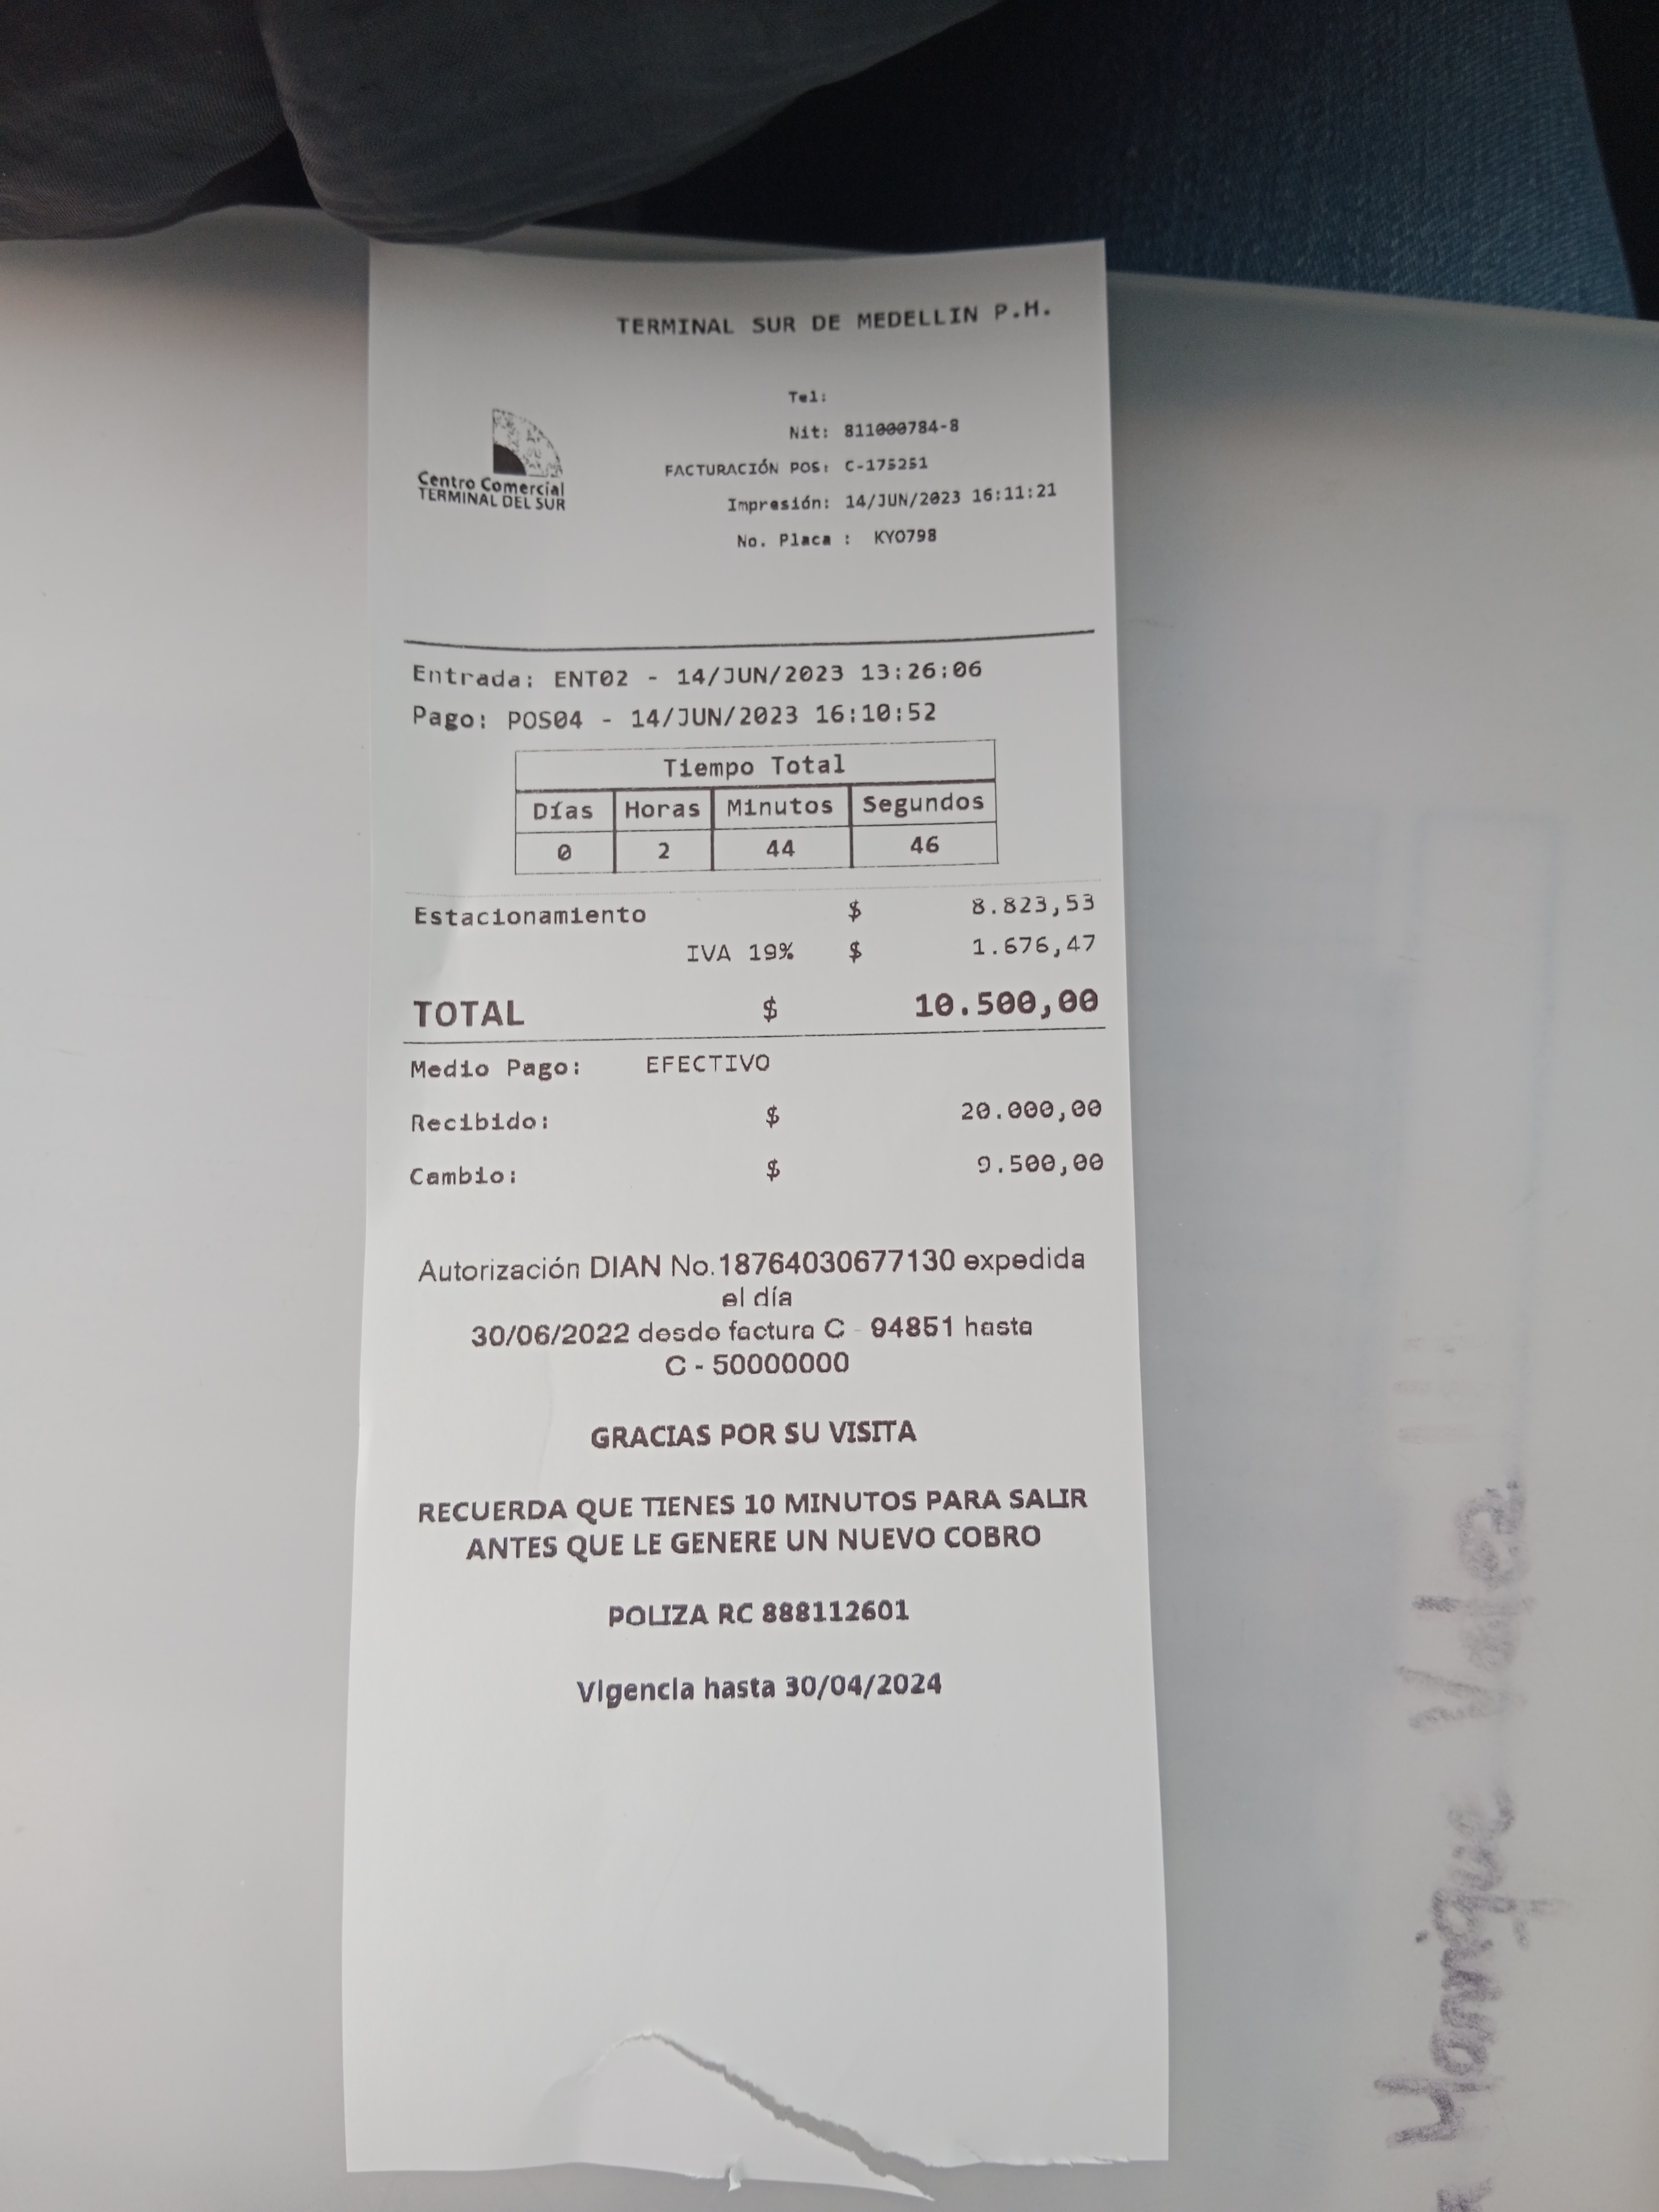 TERMINAL SUR DE MEDELLIN P.H.
Centro Comercial
TERMINAL DEL SUR
Tel:
Nit: 811000784-8
FACTURACIÓN POS: C-175251
Impresión: 14/JUN/2023 16:11:21
No. Placa : KYO798
Entrada: ENT02 - 14/JUN/2023 13:26:06
Pago: POS04 - 14/JUN/2023 16:10:52
Tiempo Total
Días Horas Minutos Segundos
0 2 44 46
Estacionamiento $ 8.823,53
IVA 19% $ 1.676,47
TOTAL $ 10.500,00
Medio Pago: EFECTIVO
Recibido: $ 20.000,00
Cambio: $ 9.500,00
Autorización DIAN No.18764030677130 expedida
el día
30/06/2022 desde factura C - 94851 hasta
C - 50000000
GRACIAS POR SU VISITA
RECUERDA QUE TIENES 10 MINUTOS PARA SALIR
ANTES QUE LE GENERE UN NUEVO COBRO
POLIZA RC 888112601
Vigencia hasta 30/04/2024
Manrique